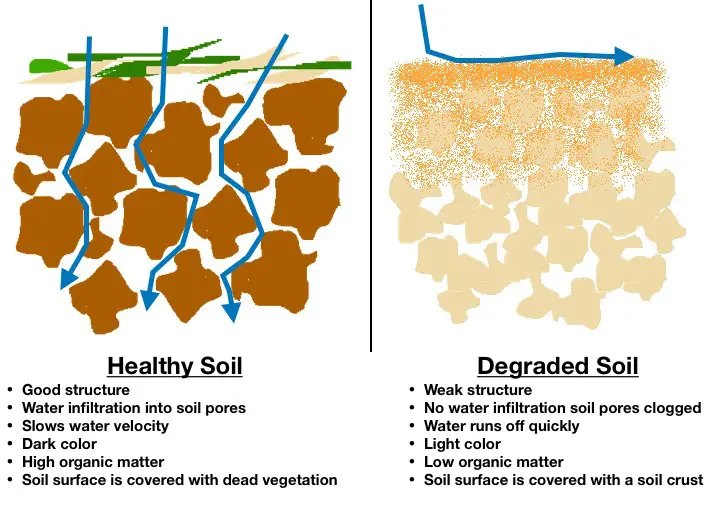 Healthy Soil
• Good structure
• Water infiltration into soil pores
• Slows water velocity
• Dark color
• High organic matter
• Soil surface is covered with dead vegetation
Degraded Soil
• Weak structure
• No water infiltration soil pores clogged
• Water runs off quickly
• Light color
• Low organic matter
• Soil surface is covered with a soil crust